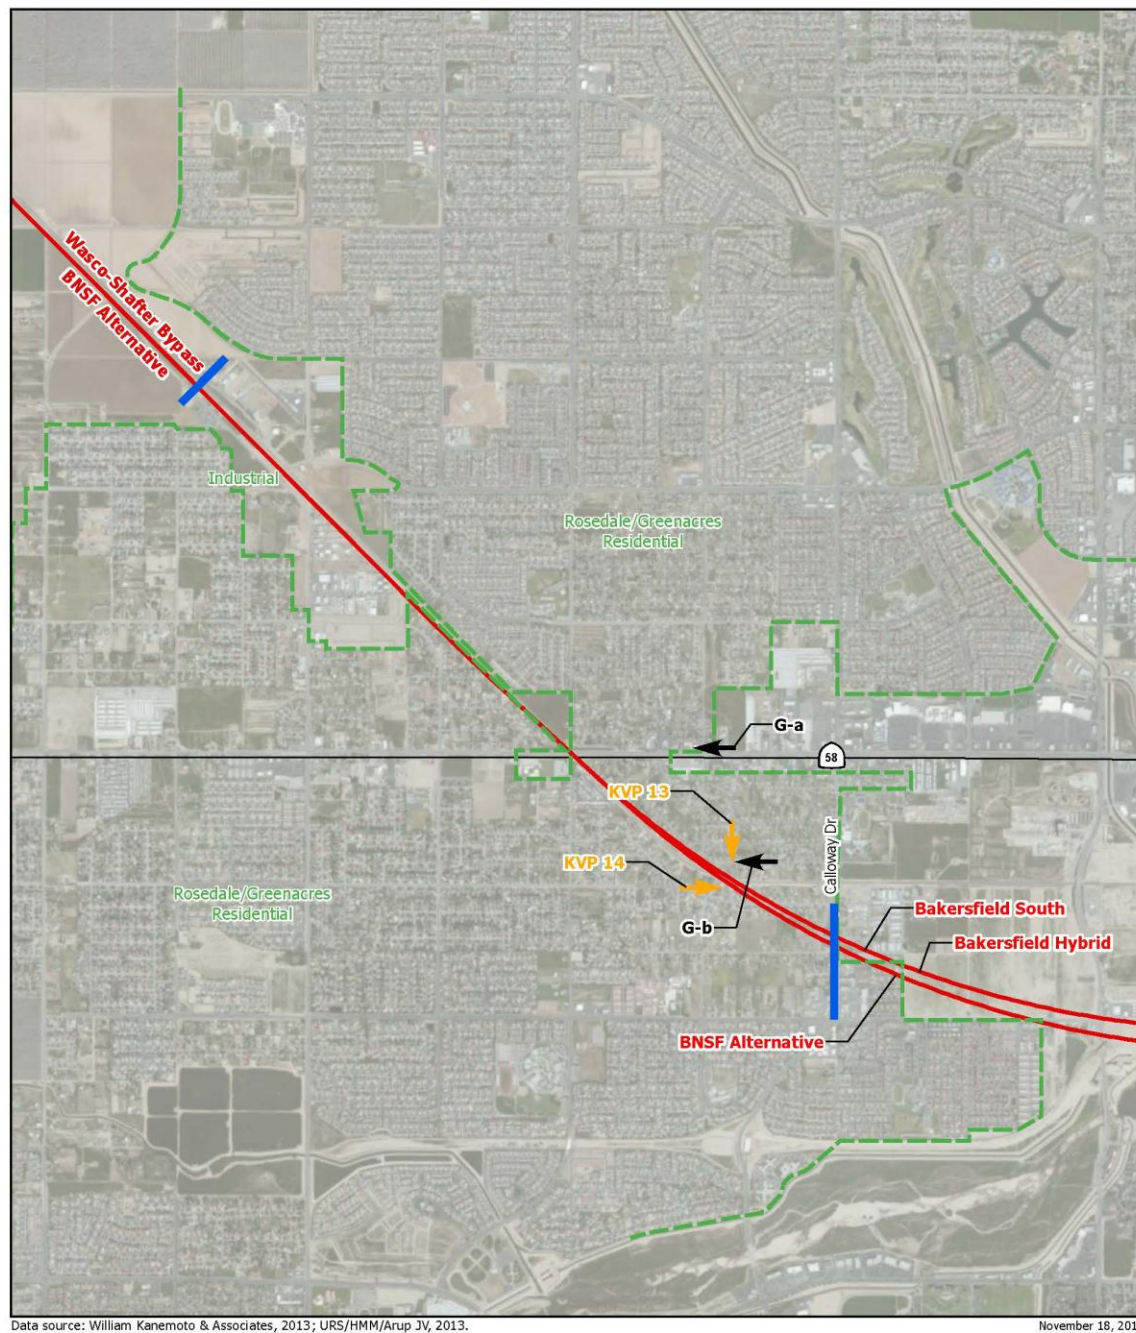 Wasco-Shafter Bypass
BNSF Alternative
Industrial
Rosedale/Greenacres
Residential
G-a
58
KVP 13
Calloway Dr
KVP 14
Rosedale/Greenacres
Residential
G-b
Bakersfield South
Bakersfield Hybrid
BNSF Alternative
Data source: William Kanemoto & Associates, 2013; URS/HMM/Arup JV, 2013.
November 18, 201